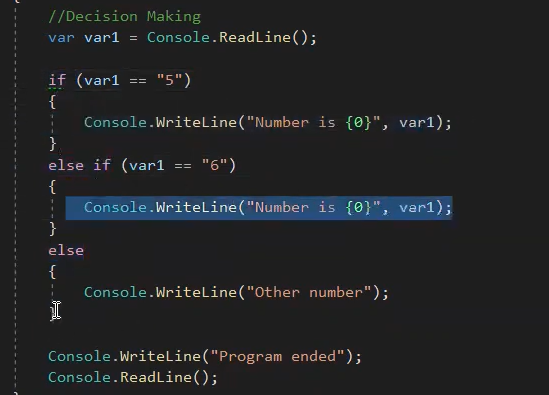 {
//Decision Making
var var1 = Console.ReadLine();
if (var1 == "5")
{
Console.WriteLine("Number is {0}", var1);
}
else if (var1 == "6")
{
Console.WriteLine("Number is {0}", var1);
}
else
{
Console.WriteLine("Other number");
}
Console.WriteLine("Program ended");
Console.ReadLine();
}